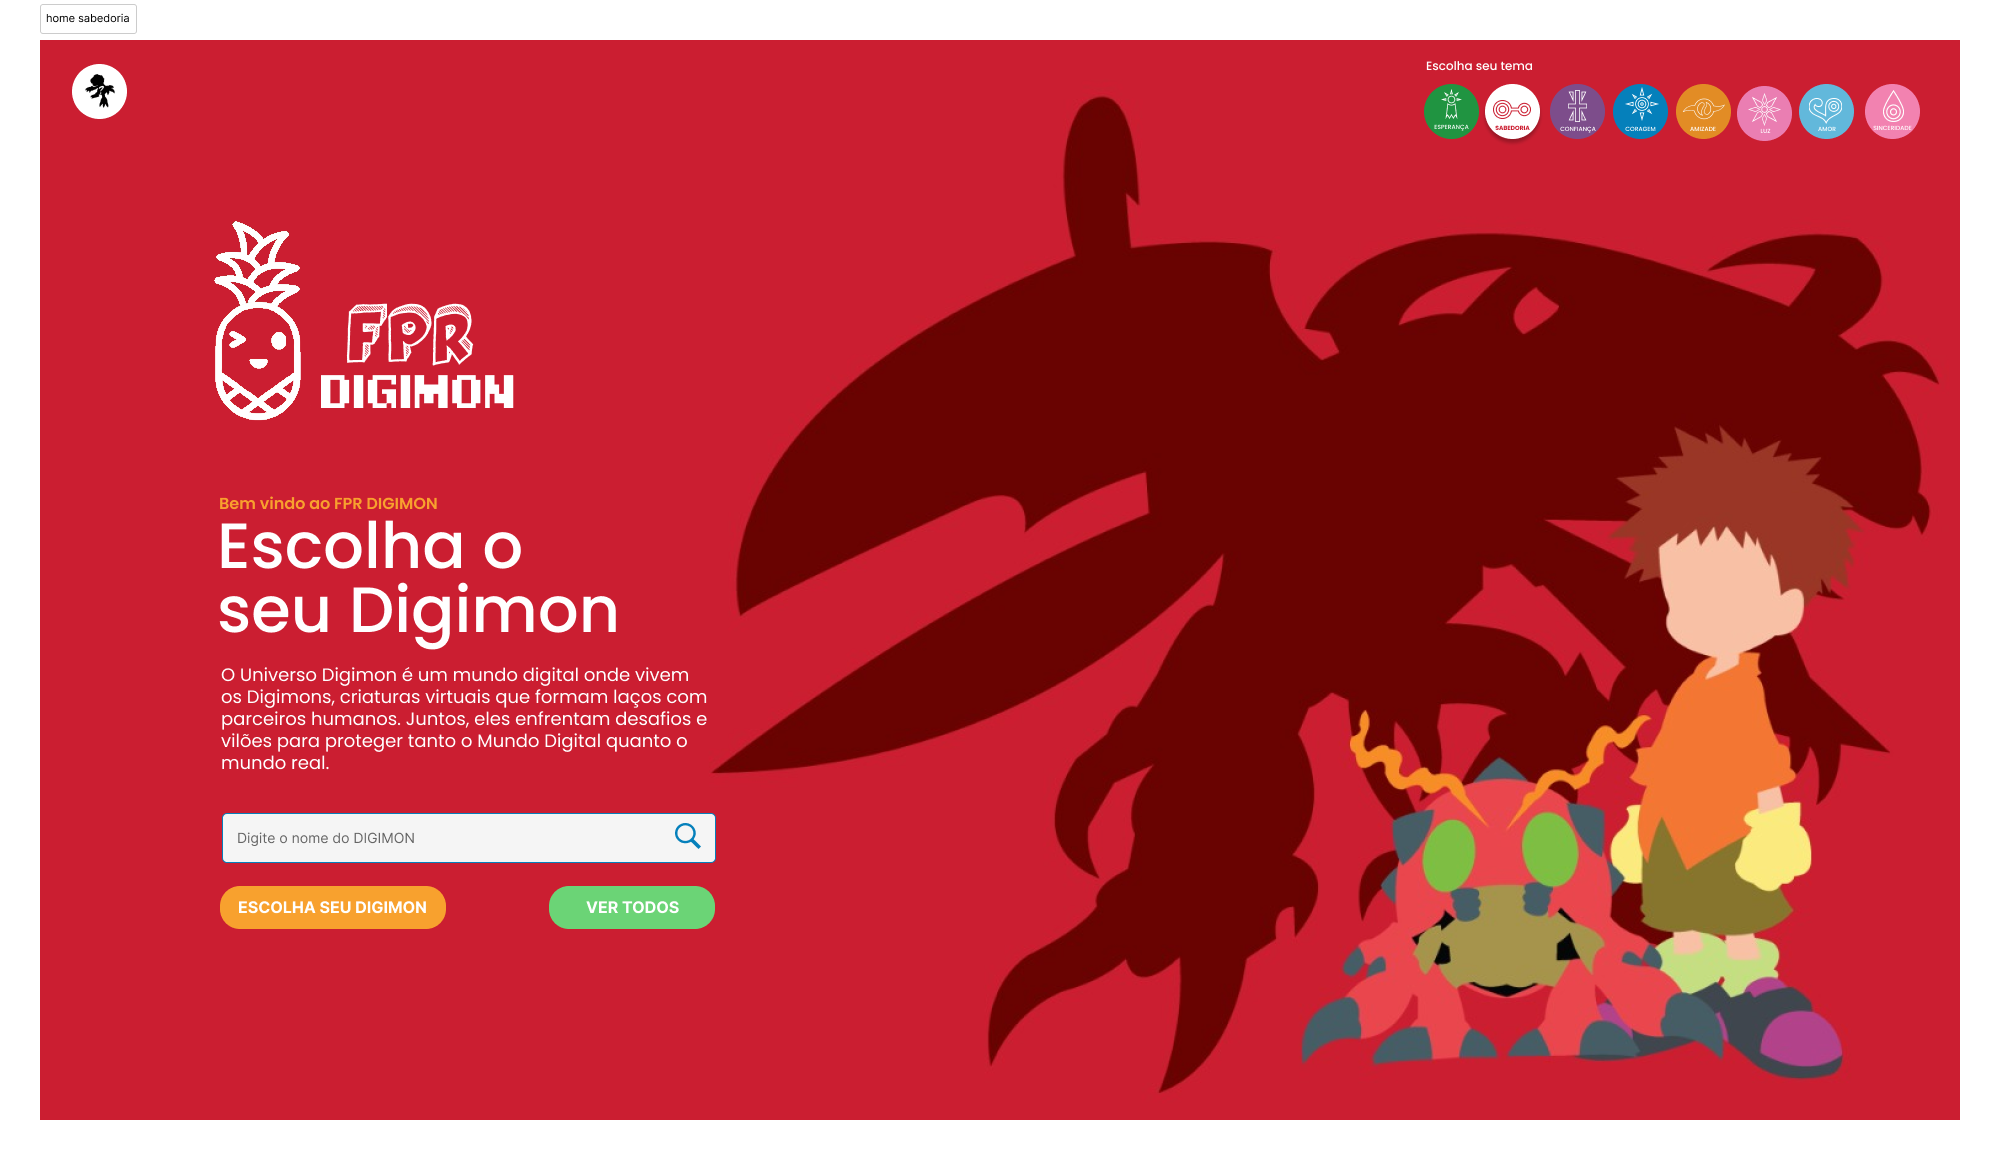 home sabedoria
Escolha seu tema
ESPERANÇA
SABEDORIA
CONFIANÇA
CORAGEM
AMIZADE
LUZ
AMOR
SINCERIDADE
FPR
DIGIMON
Bem vindo ao FPR DIGIMON
Escolha o
seu Digimon
O Universo Digimon é um mundo digital onde vivem
os Digimons, criaturas virtuais que formam laços com
parceiros humanos. Juntos, eles enfrentam desafios e
vilões para proteger tanto o Mundo Digital quanto o
mundo real.
Digite o nome do DIGIMON
ESCOLHA SEU DIGIMON
VER TODOS